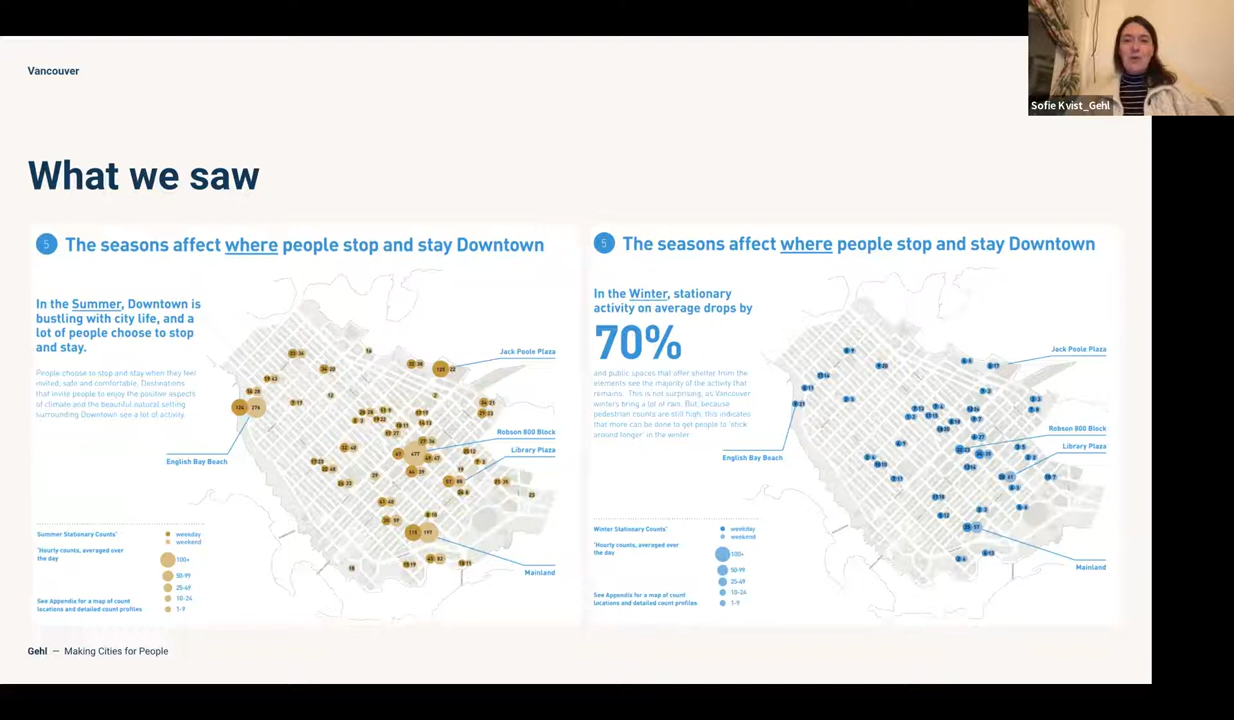 Vancouver
Sofie Kvist_Gehl
What we saw
5 The seasons affect where people stop and stay Downtown
In the Summer, Downtown is
bustling with city life, and a
lot of people choose to stop
and stay.
People choose to stop and stay when they feel
invited, safe and comfortable. Destinations
that invite people to enjoy the positive aspects
of climate and the beautiful natural setting
surrounding Downtown see a lot of activity.
Jack Poole Plaza
Robson 800 Block
Library Plaza
English Bay Beach
Mainland
Summer Stationary Counts*
*Hourly counts, averaged over
the day
weekday
weekend
100+
50-99
25-49
10-24
1-9
See Appendix for a map of count
locations and detailed count profiles
5 The seasons affect where people stop and stay Downtown
In the Winter, stationary
activity on average drops by
70%
and public spaces that offer shelter from the
elements see the majority of the activity that
remains. This is not surprising, as Vancouver
winters bring a lot of rain. But, because
pedestrian counts are still high, this indicates
that more can be done to get people to 'stick
around longer' in the winter.
Jack Poole Plaza
Robson 800 Block
Library Plaza
English Bay Beach
Mainland
Winter Stationary Counts*
*Hourly counts, averaged over
the day
weekday
weekend
100+
50-99
25-49
10-24
1-9
See Appendix for a map of count
locations and detailed count profiles
Gehl — Making Cities for People